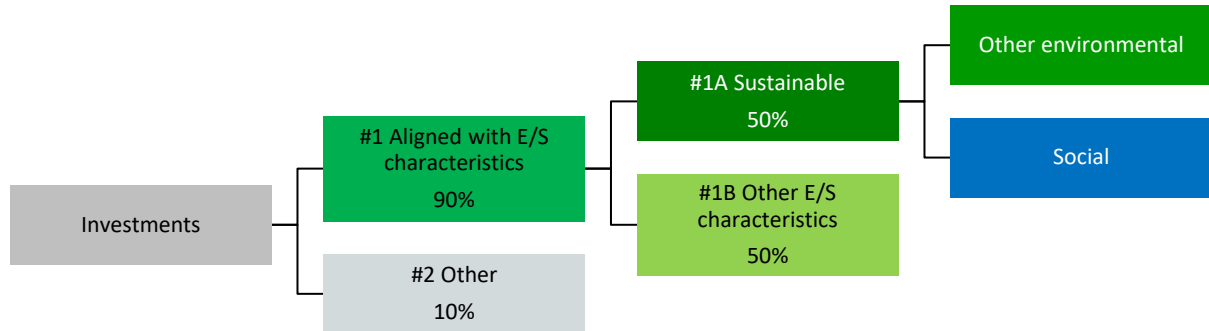 Investments
#1 Aligned with E/S
characteristics
90%
#2 Other
10%
#1A Sustainable
50%
#1B Other E/S
characteristics
50%
Other environmental
Social